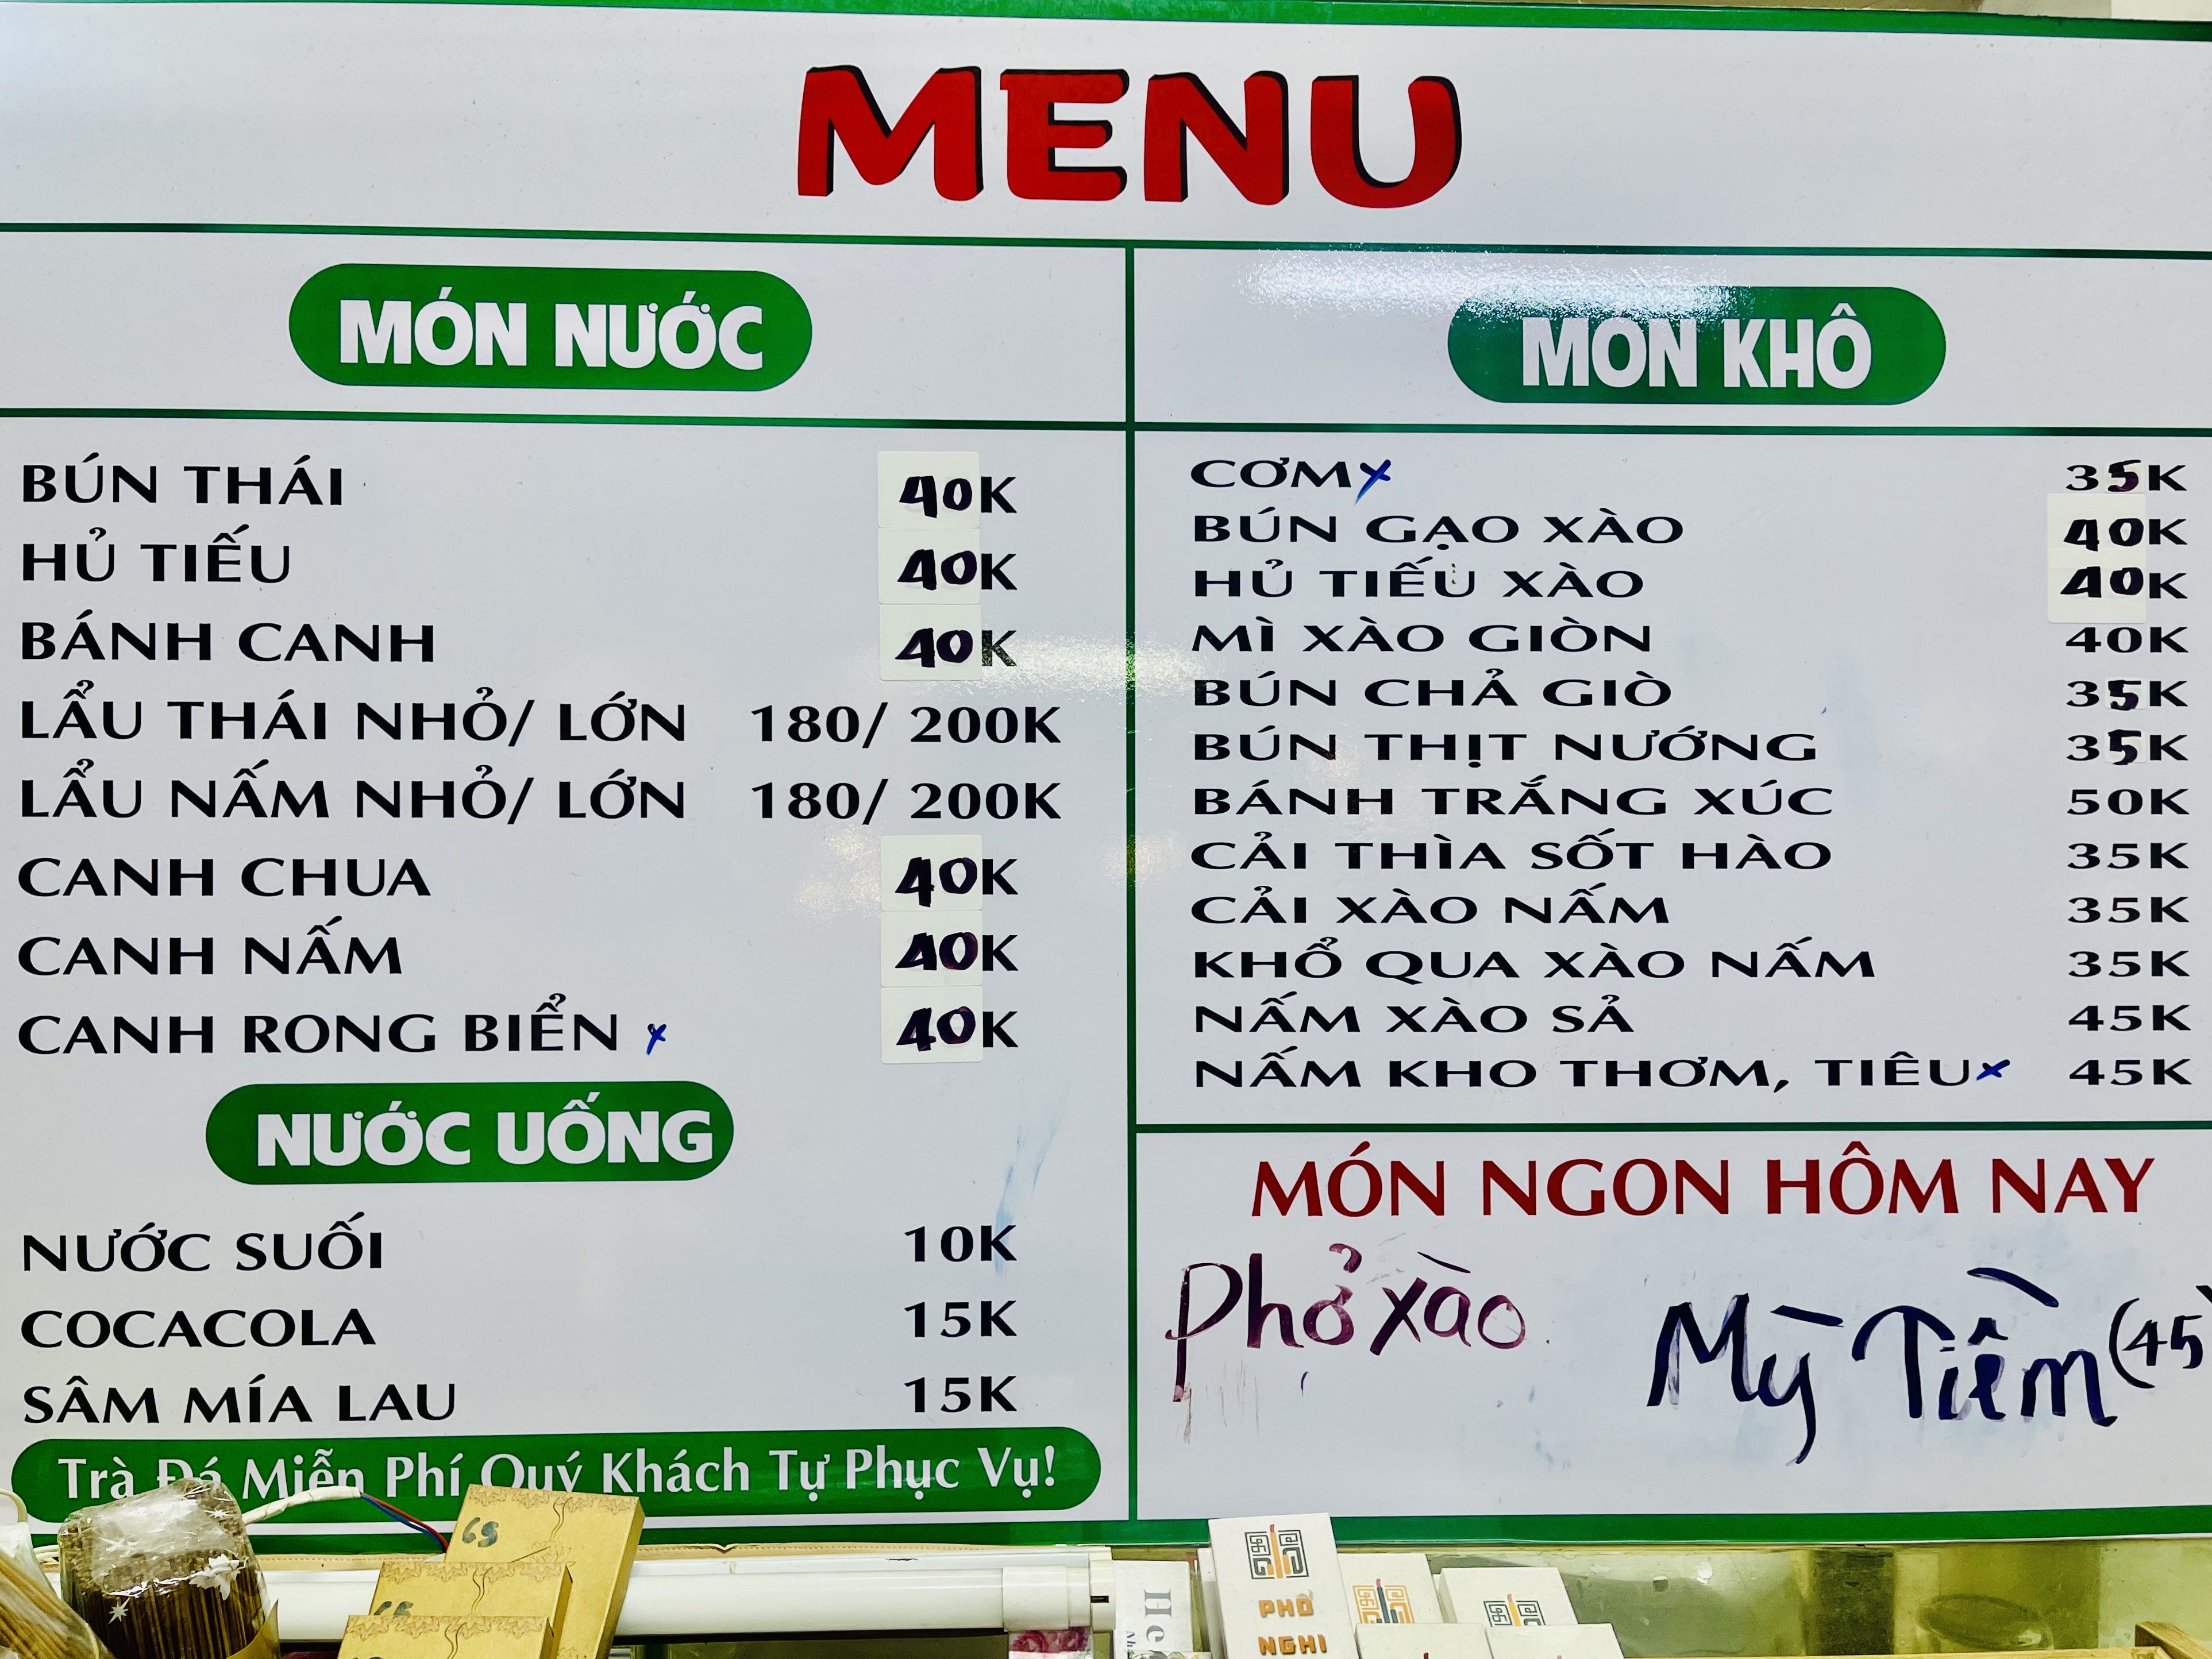 MENU
MÓN NƯỚC
BÚN THÁI 40K
HỦ TIẾU 40K
BÁNH CANH 40K
LẨU THÁI NHỎ/ LỚN 180/ 200K
LẨU NẤM NHỎ/ LỚN 180/ 200K
CANH CHUA 40K
CANH NẤM 40K
CANH RONG BIỂN x 40K
NƯỚC UỐNG
NƯỚC SUỐI 10K
COCACOLA 15K
SÂM MÍA LAU 15K
Trà Đá Miễn Phí Quý Khách Tự Phục Vụ!
MÓN KHÔ
CƠM x 35K
BÚN GẠO XÀO 40K
HỦ TIẾU XÀO 40K
MÌ XÀO GIÒN 40K
BÚN CHẢ GIÒ 35K
BÚN THỊT NƯỚNG 35K
BÁNH TRẮNG XÚC 50K
CẢI THÌA SỐT HÀO 35K
CẢI XÀO NẤM 35K
KHỔ QUA XÀO NẤM 35K
NẤM XÀO SẢ 45K
NẤM KHO THƠM, TIÊU x 45K
MÓN NGON HÔM NAY
Phở xào Mỳ Tiềm (45)
PHỔ
NGHI